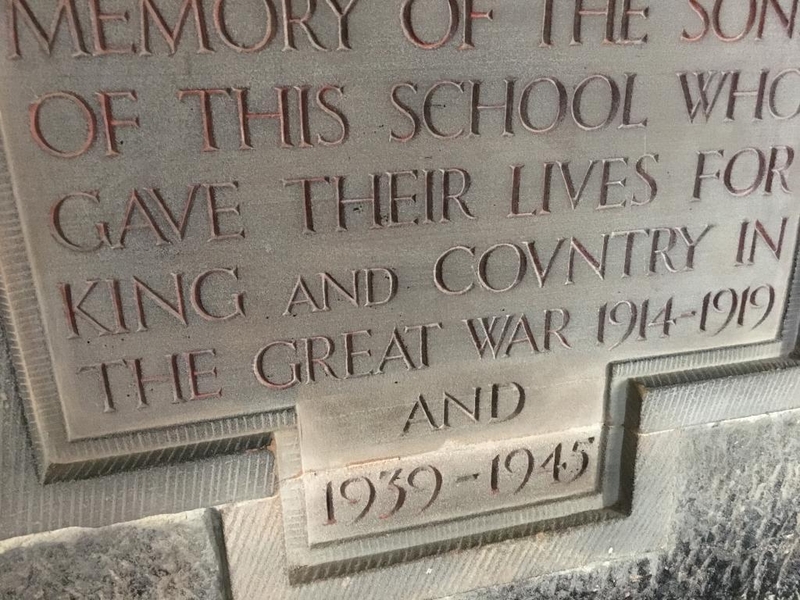 MEMORY OF THE SON
OF THIS SCHOOL WHO
GAVE THEIR LIVES FOR
KING AND COVNTRY IN
THE GREAT WAR 1914-1919
AND
1939-1945